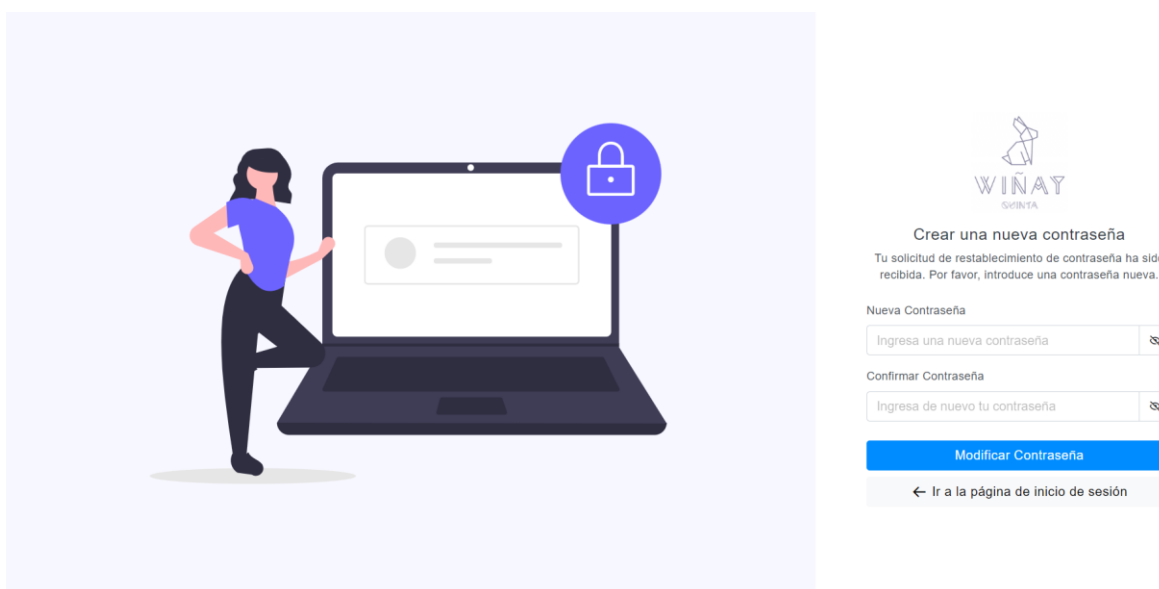 WIÑAY
QUINTA
Crear una nueva contraseña
Tu solicitud de restablecimiento de contraseña ha sido
recibida. Por favor, introduce una contraseña nueva.
Nueva Contraseña
Ingresa una nueva contraseña
Confirmar Contraseña
Ingresa de nuevo tu contraseña
Modificar Contraseña
← Ir a la página de inicio de sesión